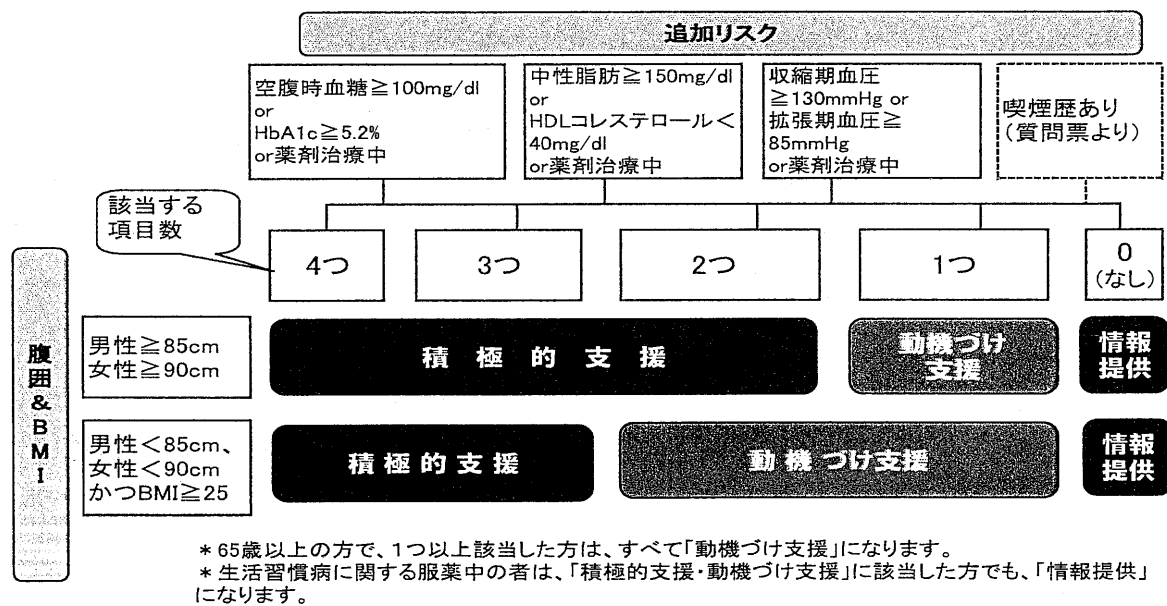 追加リスク
空腹時血糖≧100mg/dl
or
HbA1c≧5.2%
or薬剤治療中
中性脂肪≧150mg/dl
or
HDLコレステロール<
40mg/dl
or薬剤治療中
収縮期血圧
≧130mmHg or
拡張期血圧≧
85mmHg
or薬剤治療中
喫煙歴あり
(質問票より)
該当する
項目数
4つ
3つ
2つ
1つ
0
(なし)
腹囲&BMI
男性≧85cm
女性≧90cm
積極的支援
動機づけ
支援
情報
提供
男性<85cm、
女性<90cm
かつBMI≧25
積極的支援
動機づけ支援
情報
提供
*65歳以上の方で、1つ以上該当した方は、すべて「動機づけ支援」になります。
*生活習慣病に関する服薬中の者は、「積極的支援・動機づけ支援」に該当した方でも、「情報提供」
になります。